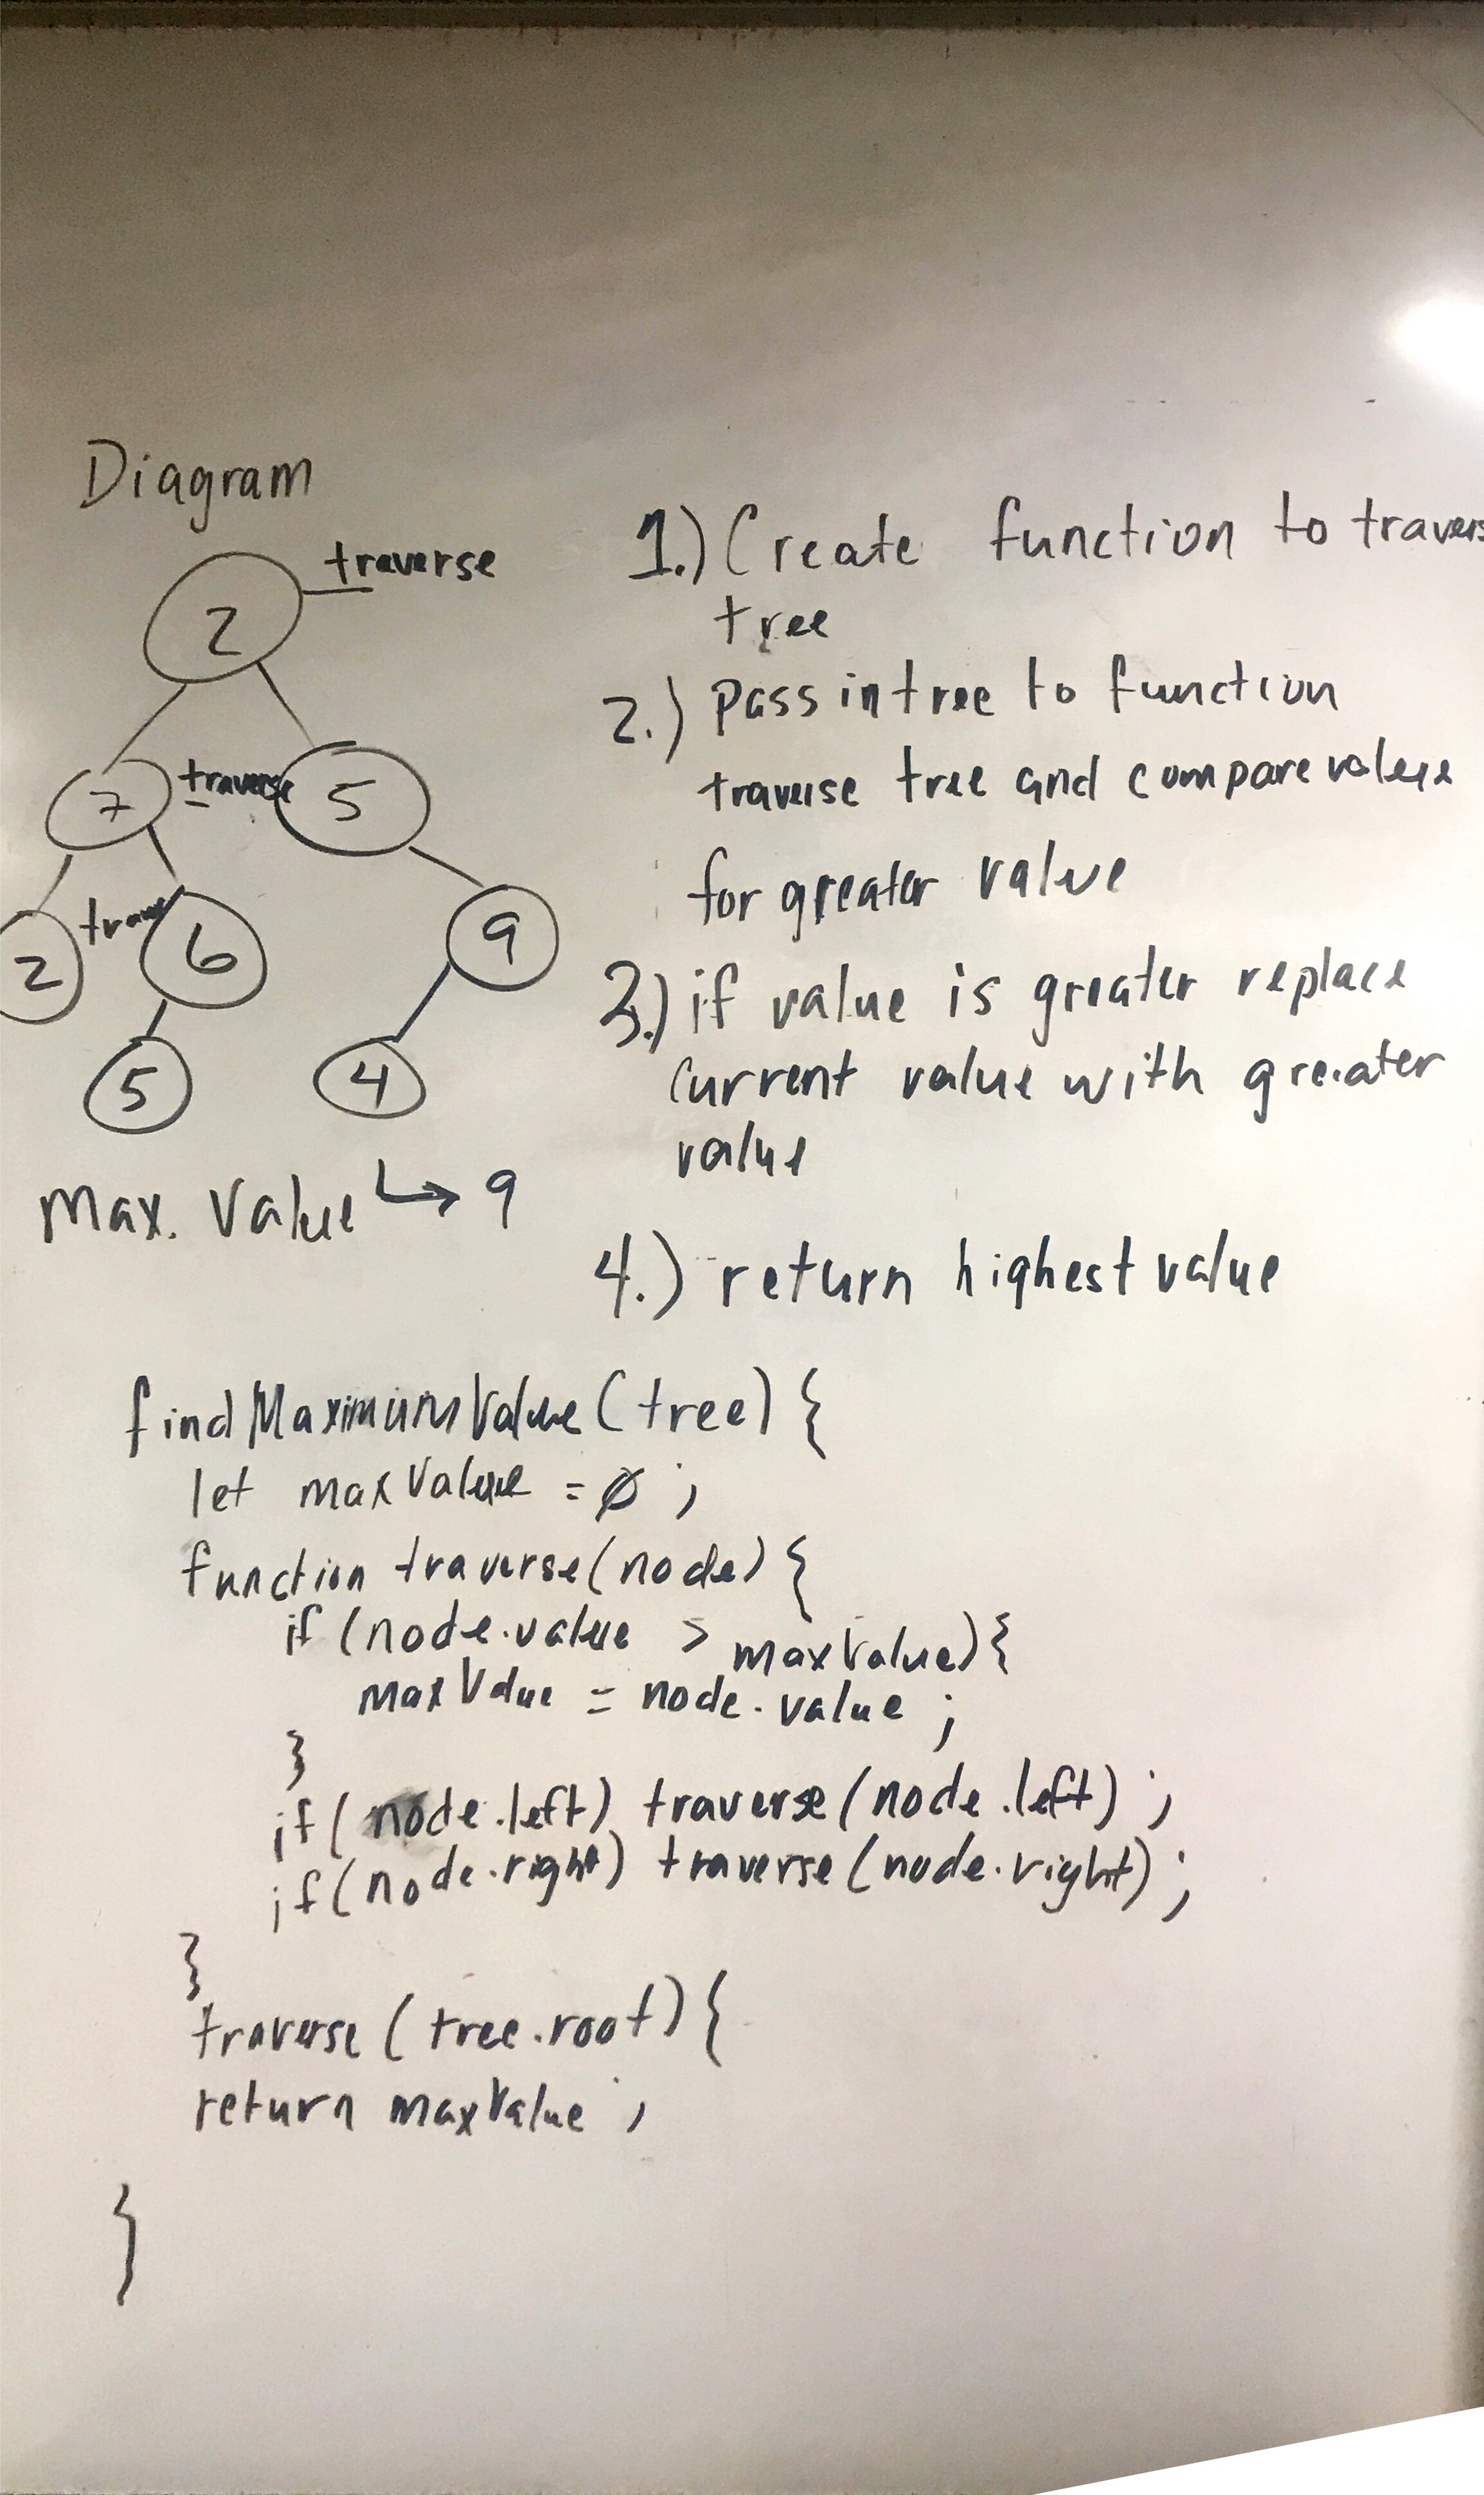 Diagram
traverse
2
7
traverse
5
2
trav
6
9
5
4
Max. Value ↳ 9
1.) Create function to travers
tree
2.) Pass in tree to function
traverse tree and compare values
for greater value
3.) if value is greater replace
current value with greater
value
4.) return highest value
findMaximumValue(tree) {
let maxValue = 0 ;
function traverse(node) {
if (node.value > maxValue) {
maxValue = node.value ;
}
if(node.left) traverse(node.left) ;
if(node.right) traverse(node.right) ;
}
traverse(tree.root) {
return maxValue ;
}